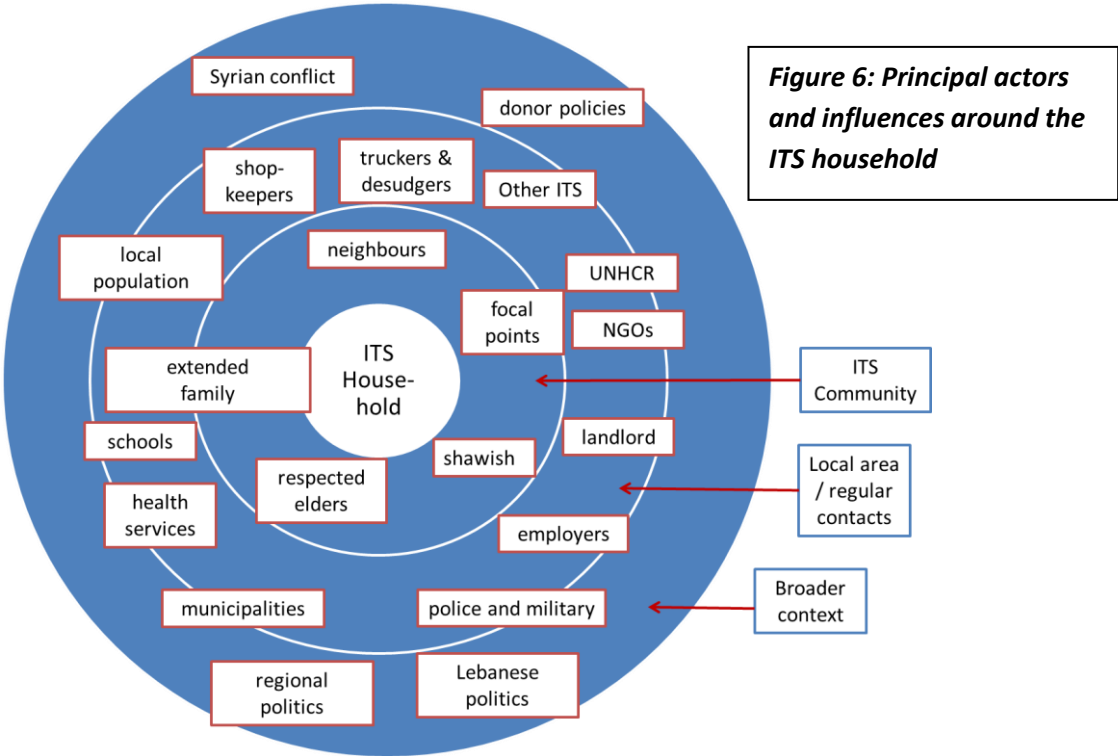 Figure 6: Principal actors
and influences around the
ITS household
Syrian conflict
donor policies
shop-
keepers
truckers &
desudgers
Other ITS
neighbours
local
population
UNHCR
focal
points
NGOs
extended
family
ITS
House-
hold
ITS
Community
schools
landlord
shawish
respected
elders
Local area
/ regular
contacts
health
services
employers
municipalities
police and military
Broader
context
regional
politics
Lebanese
politics